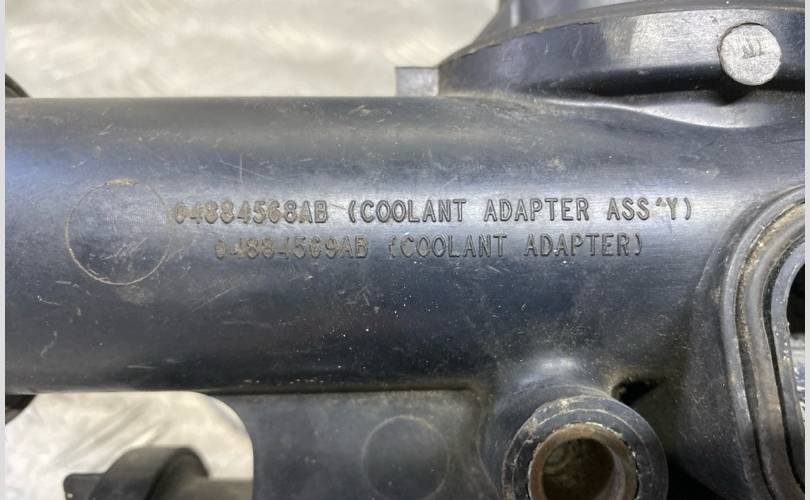 04884568AB (COOLANT ADAPTER ASS'Y)
04884569AB (COOLANT ADAPTER)